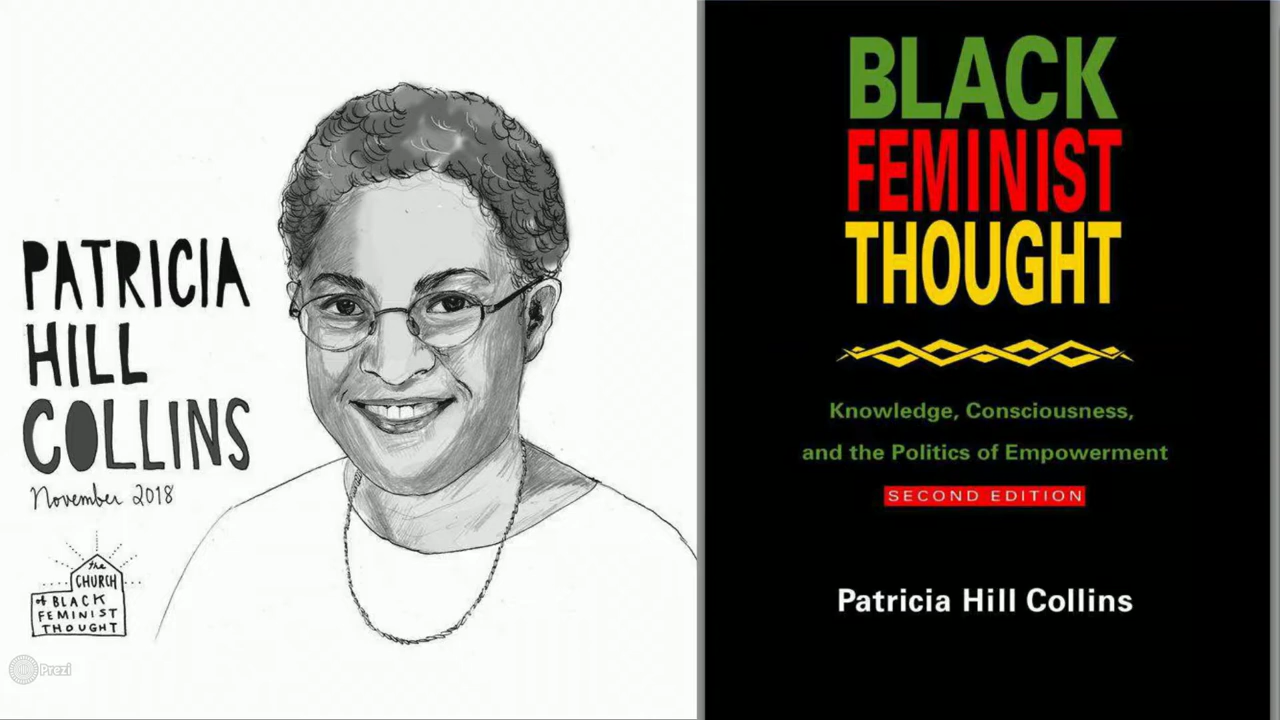 PATRICIA
HILL
COLLINS
November 2018
the
CHURCH
of BLACK
FEMINIST
THOUGHT
Prezi
BLACK
FEMINIST
THOUGHT
Knowledge, Consciousness,
and the Politics of Empowerment
SECOND EDITION
Patricia Hill Collins